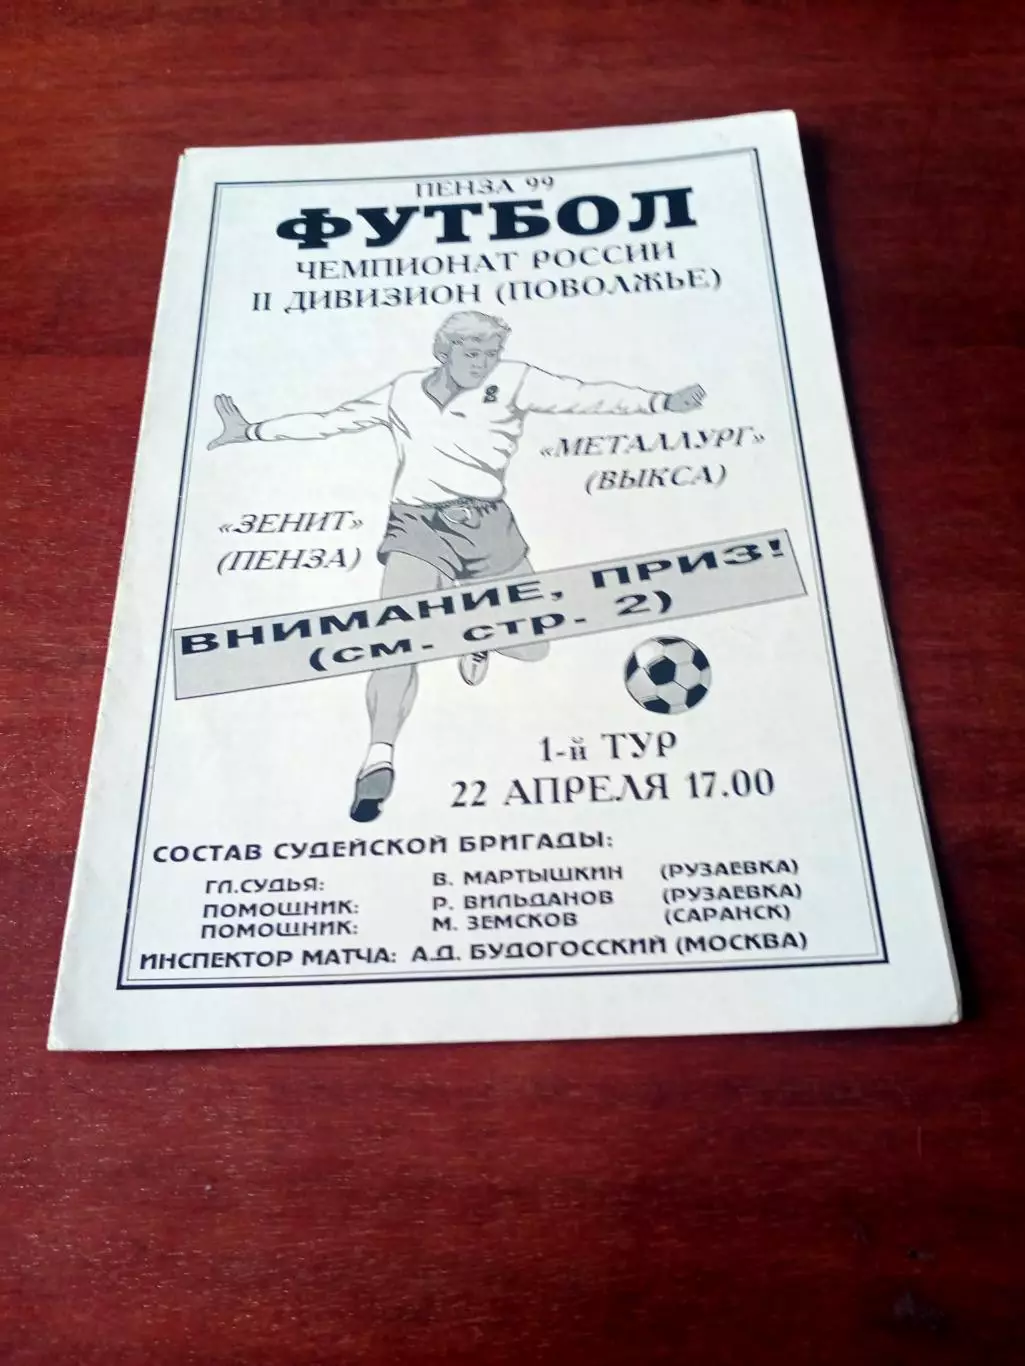 ПЕНЗА 99
ФУТБОЛ
ЧЕМПИОНАТ РОССИИ
II ДИВИЗИОН (ПОВОЛЖЬЕ)
«МЕТАЛЛУРГ»
(ВЫКСА)
«ЗЕНИТ»
(ПЕНЗА)
ВНИМАНИЕ, ПРИЗ!
(см. стр. 2)
1-й ТУР
22 АПРЕЛЯ 17.00
СОСТАВ СУДЕЙСКОЙ БРИГАДЫ:
ГЛ.СУДЬЯ: В. МАРТЫШКИН (РУЗАЕВКА)
ПОМОЩНИК: Р. ВИЛЬДАНОВ (РУЗАЕВКА)
ПОМОЩНИК: М. ЗЕМСКОВ (САРАНСК)
ИНСПЕКТОР МАТЧА: А.Д. БУДОГОССКИЙ (МОСКВА)